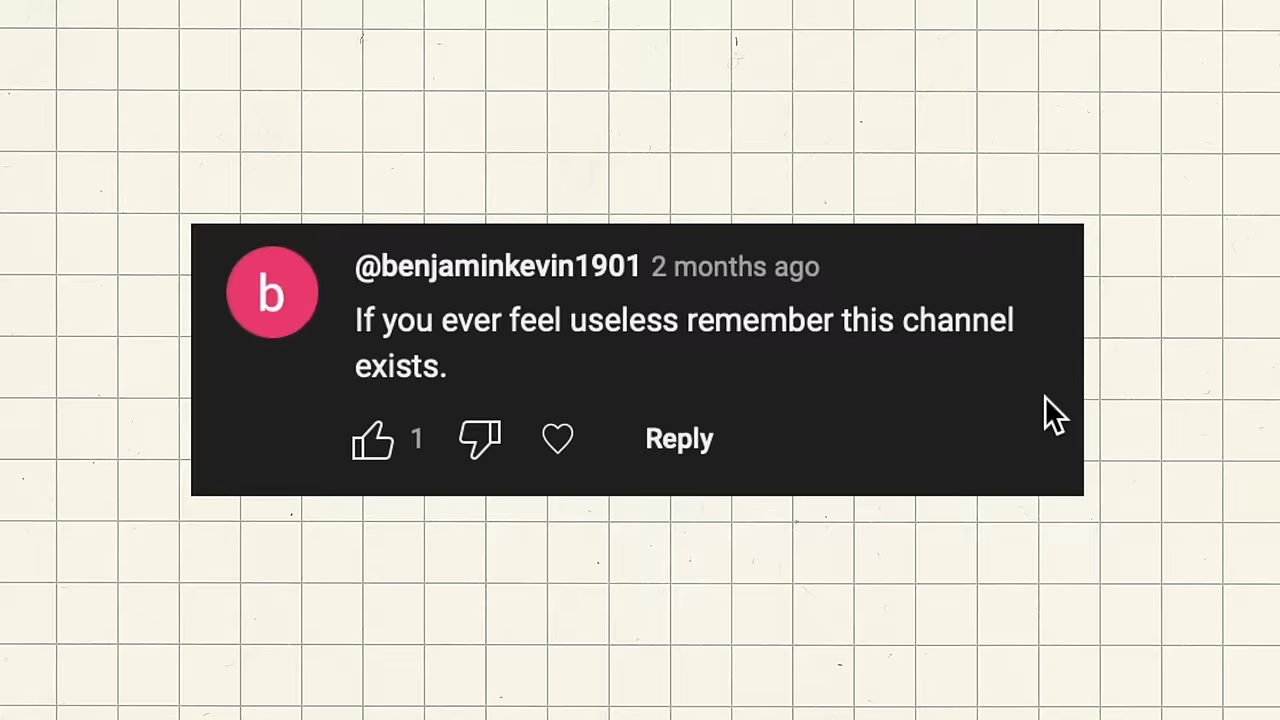 b
@benjaminkevin1901 2 months ago
If you ever feel useless remember this channel
exists.
1 Reply